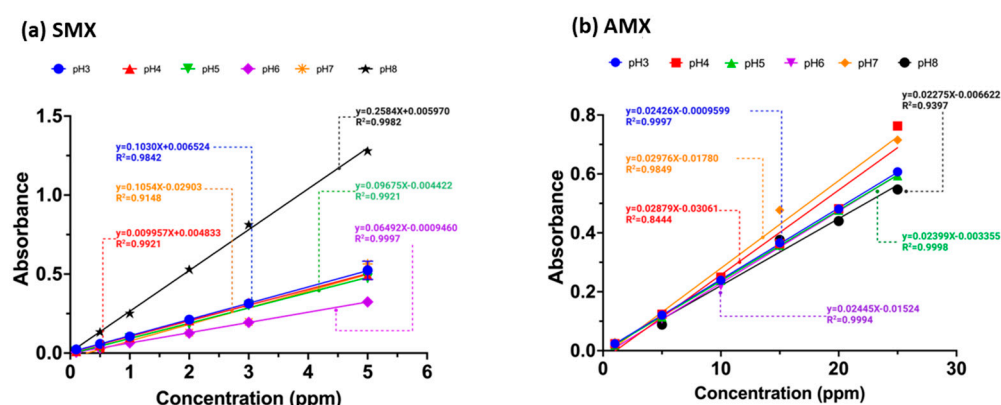 (a) SMX
pH3 pH4 pH5 pH6 pH7 pH8
1.5
1.0
0.5
0.0
Absorbance
y=0.2584X+0.005970
R²=0.9982
y=0.1030X+0.006524
R²=0.9842
y=0.1054X-0.02903
R²=0.9148
y=0.09675X-0.004422
R²=0.9921
y=0.06492X-0.0009460
R²=0.9997
y=0.009957X+0.004833
R²=0.9921
0 1 2 3 4 5 6
Concentration (ppm)
(b) AMX
pH3 pH4 pH5 pH6 pH7 pH8
0.8
0.6
0.4
0.2
0.0
Absorbance
y=0.02275X-0.006622
R²=0.9397
y=0.02426X-0.0009599
R²=0.9997
y=0.02976X-0.01780
R²=0.9849
y=0.02879X-0.03061
R²=0.8444
y=0.02399X-0.003355
R²=0.9998
y=0.02445X-0.01524
R²=0.9994
0 10 20 30
Concentration (ppm)